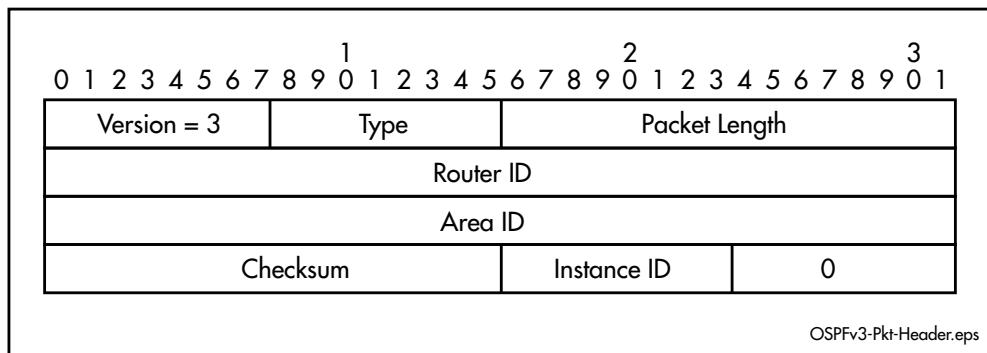 1 2 3
0 1 2 3 4 5 6 7 8 9 0 1 2 3 4 5 6 7 8 9 0 1 2 3 4 5 6 7 8 9 0 1
Version = 3 Type Packet Length
Router ID
Area ID
Checksum Instance ID 0
OSPFv3-Pkt-Header.eps